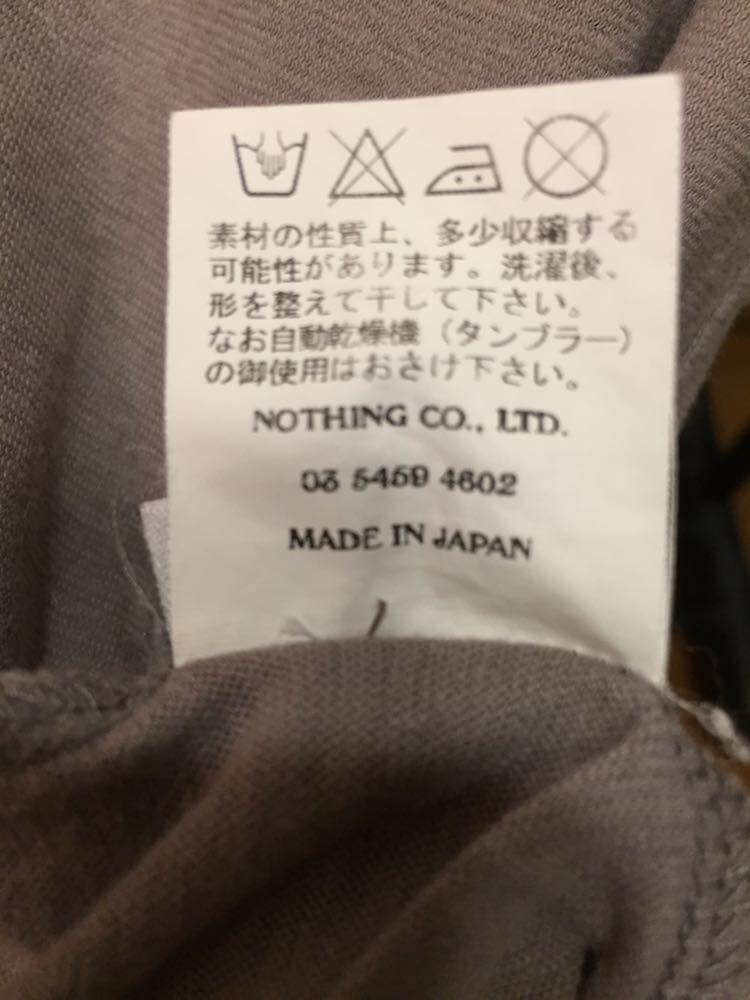 素材の性質上、多少収縮する
可能性があります。洗濯後、
形を整えて干して下さい。
なお自動乾燥機（タンブラー）
の御使用はおさけ下さい。
NOTHING CO., LTD.
03 5459 4602
MADE IN JAPAN